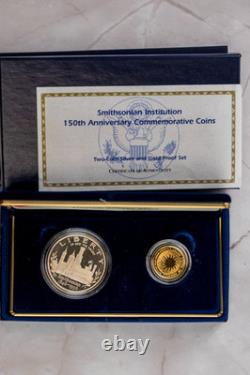 Smithsonian Institution
150th Anniversary Commemorative Coins
Two-Coin Silver and Gold Proof Set
Certificate of Authenticity
LIBERTY